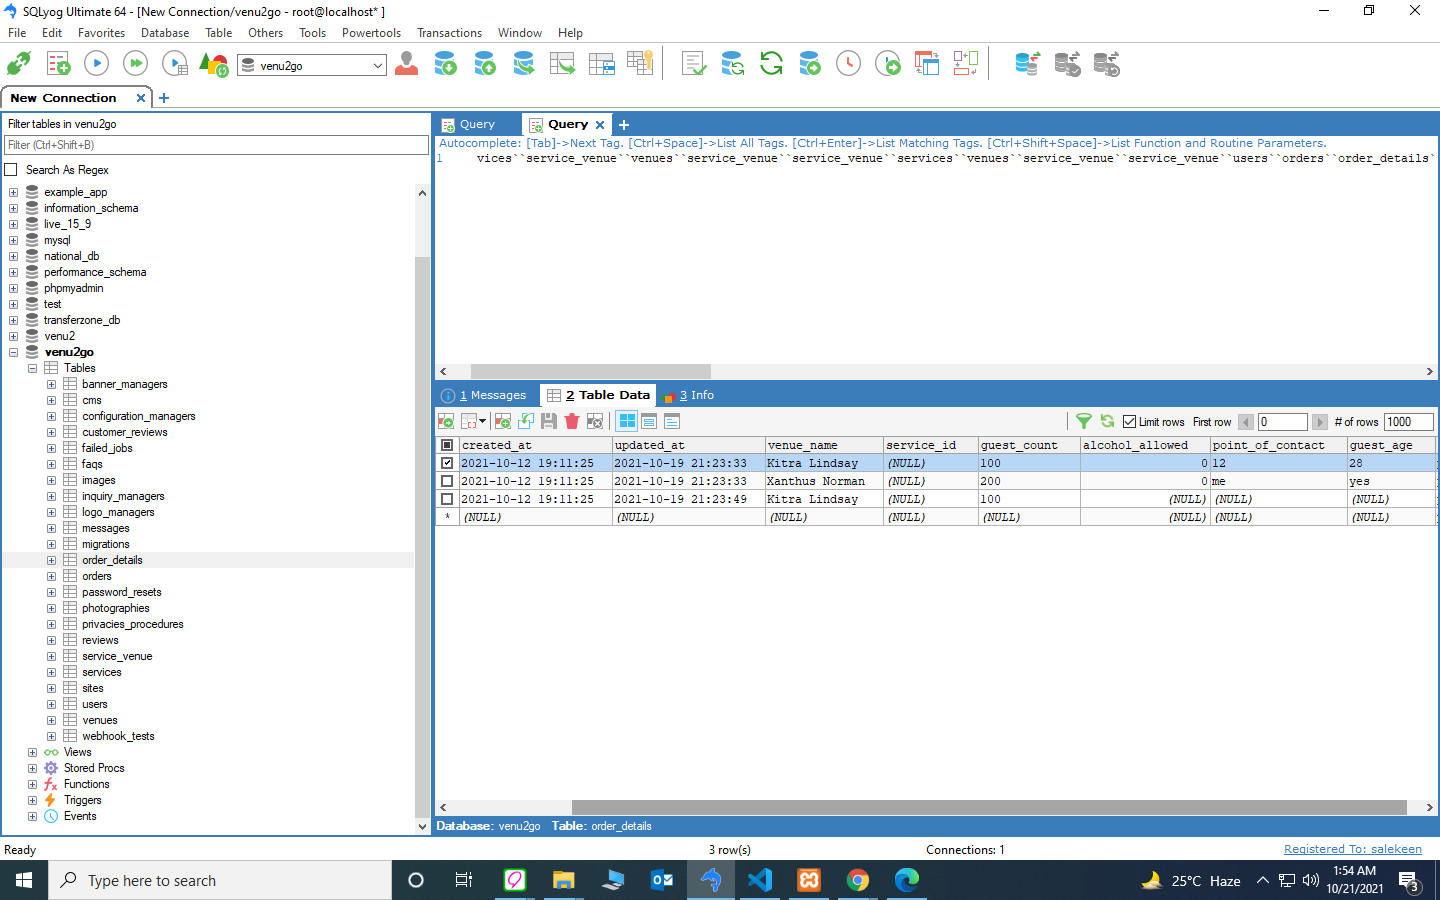 SQLyog Ultimate 64 - [New Connection/venu2go - root@localhost* ]
File Edit Favorites Database Table Others Tools Powertools Transactions Window Help
venu2go
New Connection
Filter tables in venu2go
Filter (Ctrl+Shift+B)
Search As Regex
example_app
information_schema
live_15_9
mysql
national_db
performance_schema
phpmyadmin
test
transferzone_db
venu2
venu2go
Tables
banner_managers
cms
configuration_managers
customer_reviews
failed_jobs
faqs
images
inquiry_managers
logo_managers
messages
migrations
order_details
orders
password_resets
photographies
privacies_procedures
reviews
service_venue
services
sites
users
venues
webhook_tests
Views
Stored Procs
Functions
Triggers
Events
Query Query
Autocomplete: [Tab]->Next Tag. [Ctrl+Space]->List All Tags. [Ctrl+Enter]->List Matching Tags. [Ctrl+Shift+Space]->List Function and Routine Parameters.
1 vices``service_venue``venues``service_venue``service_venue``services``venues``service_venue``service_venue``users``orders``order_details`
1 Messages 2 Table Data 3 Info
Limit rows First row 0 # of rows 1000
created_at updated_at venue_name service_id guest_count alcohol_allowed point_of_contact guest_age
2021-10-12 19:11:25 2021-10-19 21:23:33 Kitra Lindsay (NULL) 100 0 12 28
2021-10-12 19:11:25 2021-10-19 21:23:33 Xanthus Norman (NULL) 200 0 me yes
2021-10-12 19:11:25 2021-10-19 21:23:49 Kitra Lindsay (NULL) 100 (NULL) (NULL) (NULL)
* (NULL) (NULL) (NULL) (NULL) (NULL) (NULL) (NULL) (NULL)
Database: venu2go Table: order_details
Ready 3 row(s) Connections: 1 Registered To: salekeen
Type here to search
25°C Haze
1:54 AM
10/21/2021
3